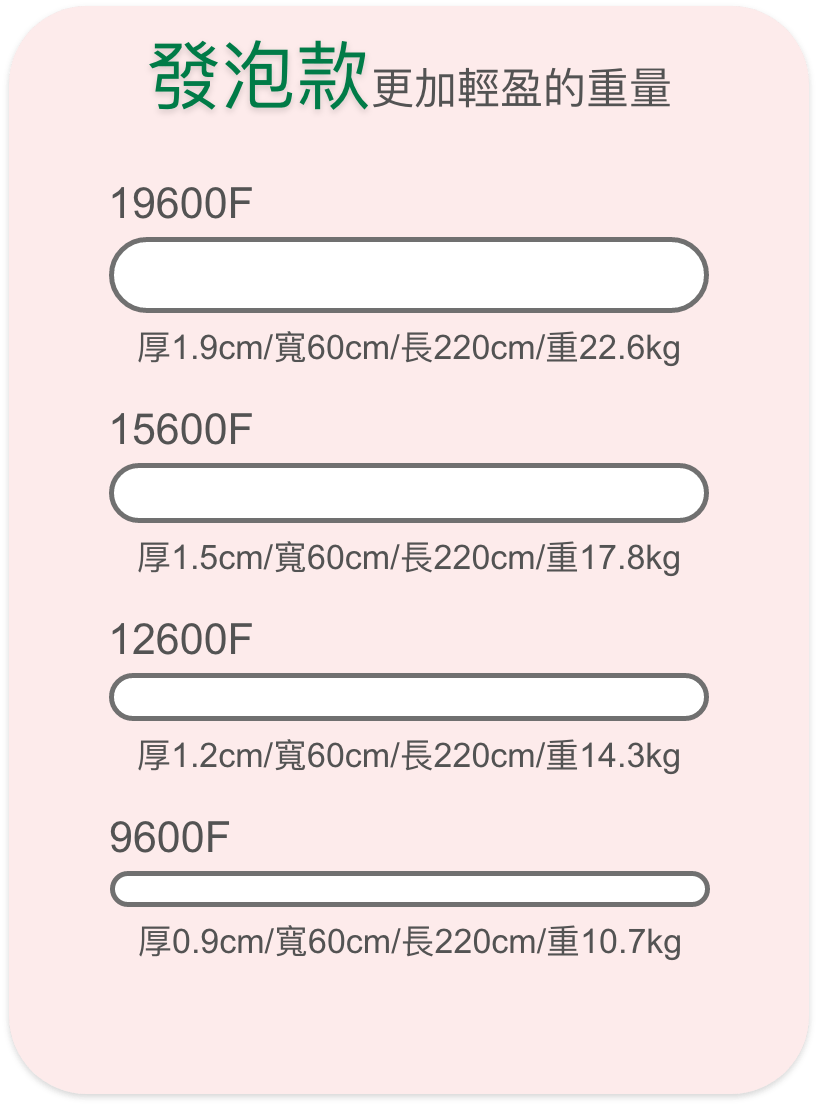 發泡款更加輕盈的重量
19600F
厚1.9cm/寬60cm/長220cm/重22.6kg
15600F
厚1.5cm/寬60cm/長220cm/重17.8kg
12600F
厚1.2cm/寬60cm/長220cm/重14.3kg
9600F
厚0.9cm/寬60cm/長220cm/重10.7kg